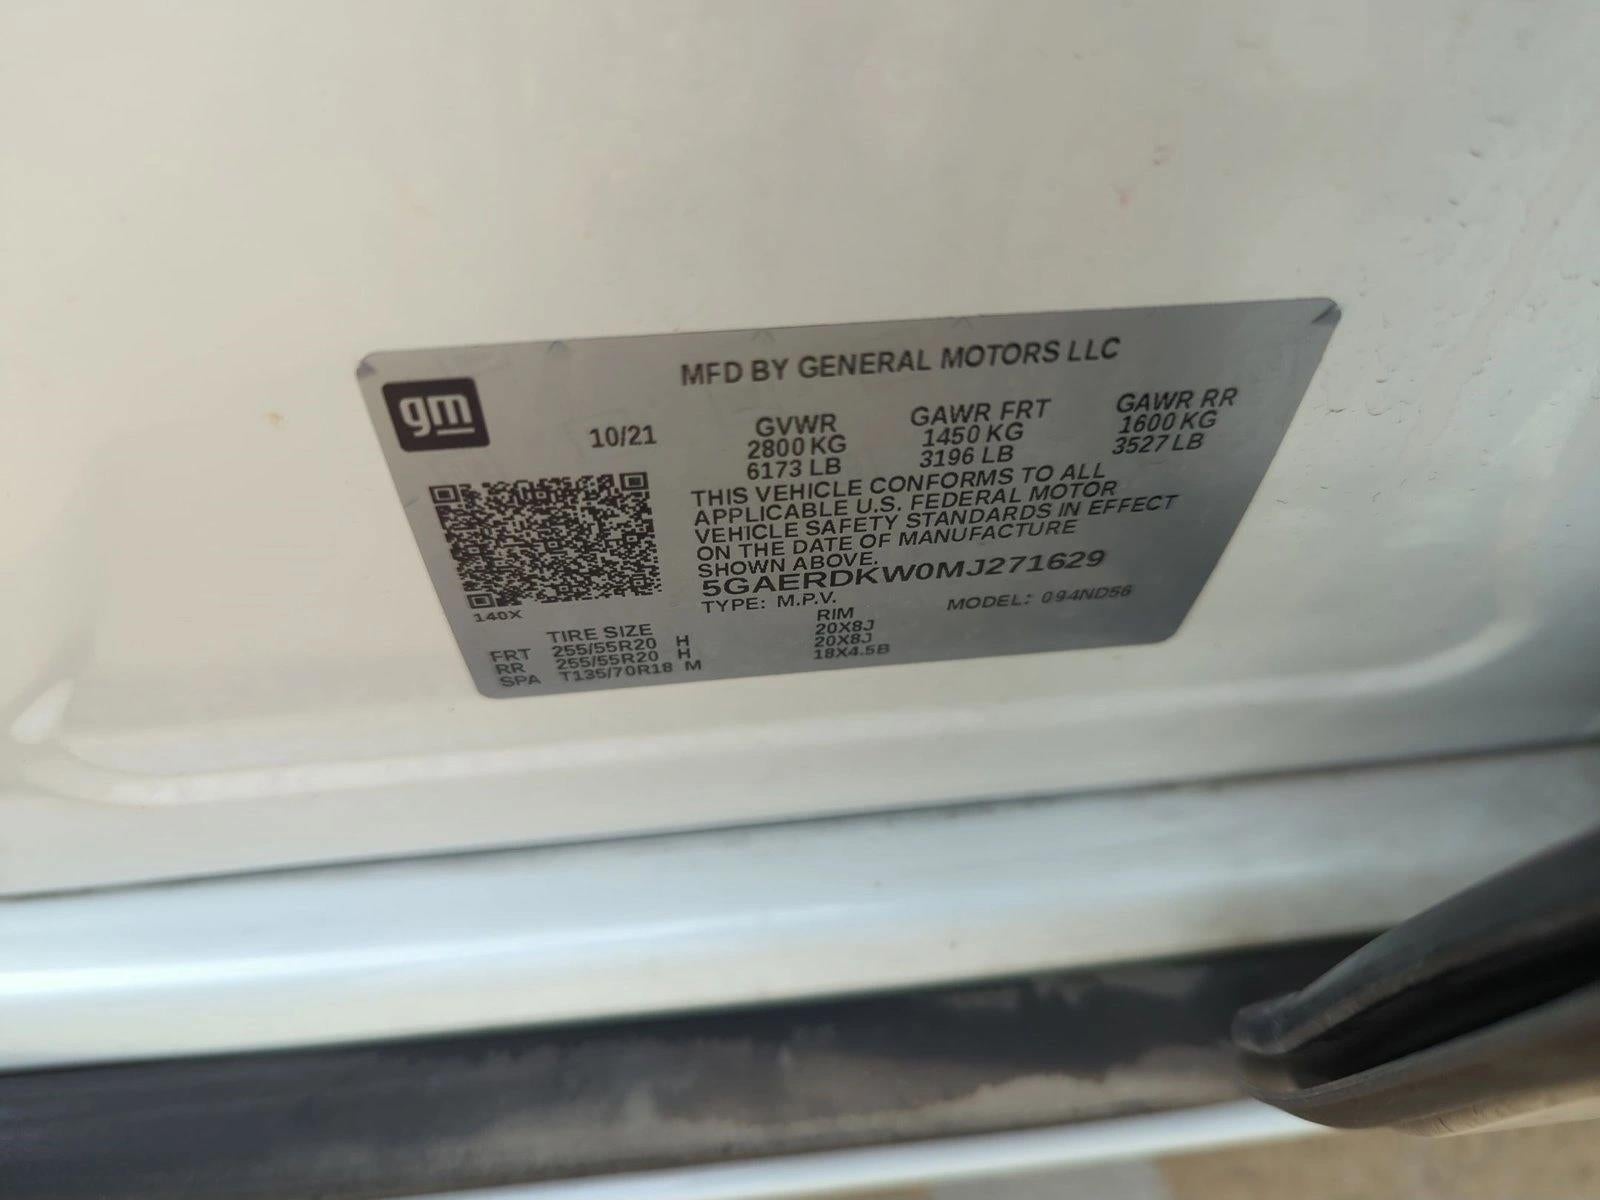 gm
MFD BY GENERAL MOTORS LLC
10/21
GVWR
2800 KG
6173 LB
GAWR FRT
1450 KG
3196 LB
GAWR RR
1600 KG
3527 LB
THIS VEHICLE CONFORMS TO ALL
APPLICABLE U.S. FEDERAL MOTOR
VEHICLE SAFETY STANDARDS IN EFFECT
ON THE DATE OF MANUFACTURE
SHOWN ABOVE.
5GAERDKW0MJ271629
TYPE: M.P.V.
MODEL: 094ND56
140X
TIRE SIZE
RIM
FRT 255/55R20 H 20X8J
RR 255/55R20 H 20X8J
SPA T135/70R18 M 18X4.5B